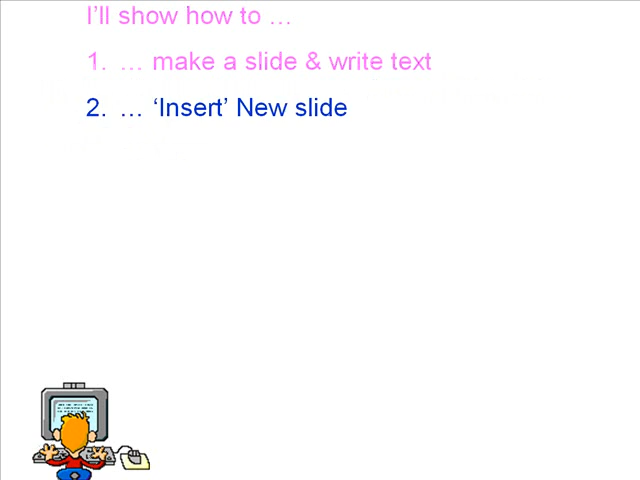 I’ll show how to …
1. … make a slide & write text
2. … ‘Insert’ New slide